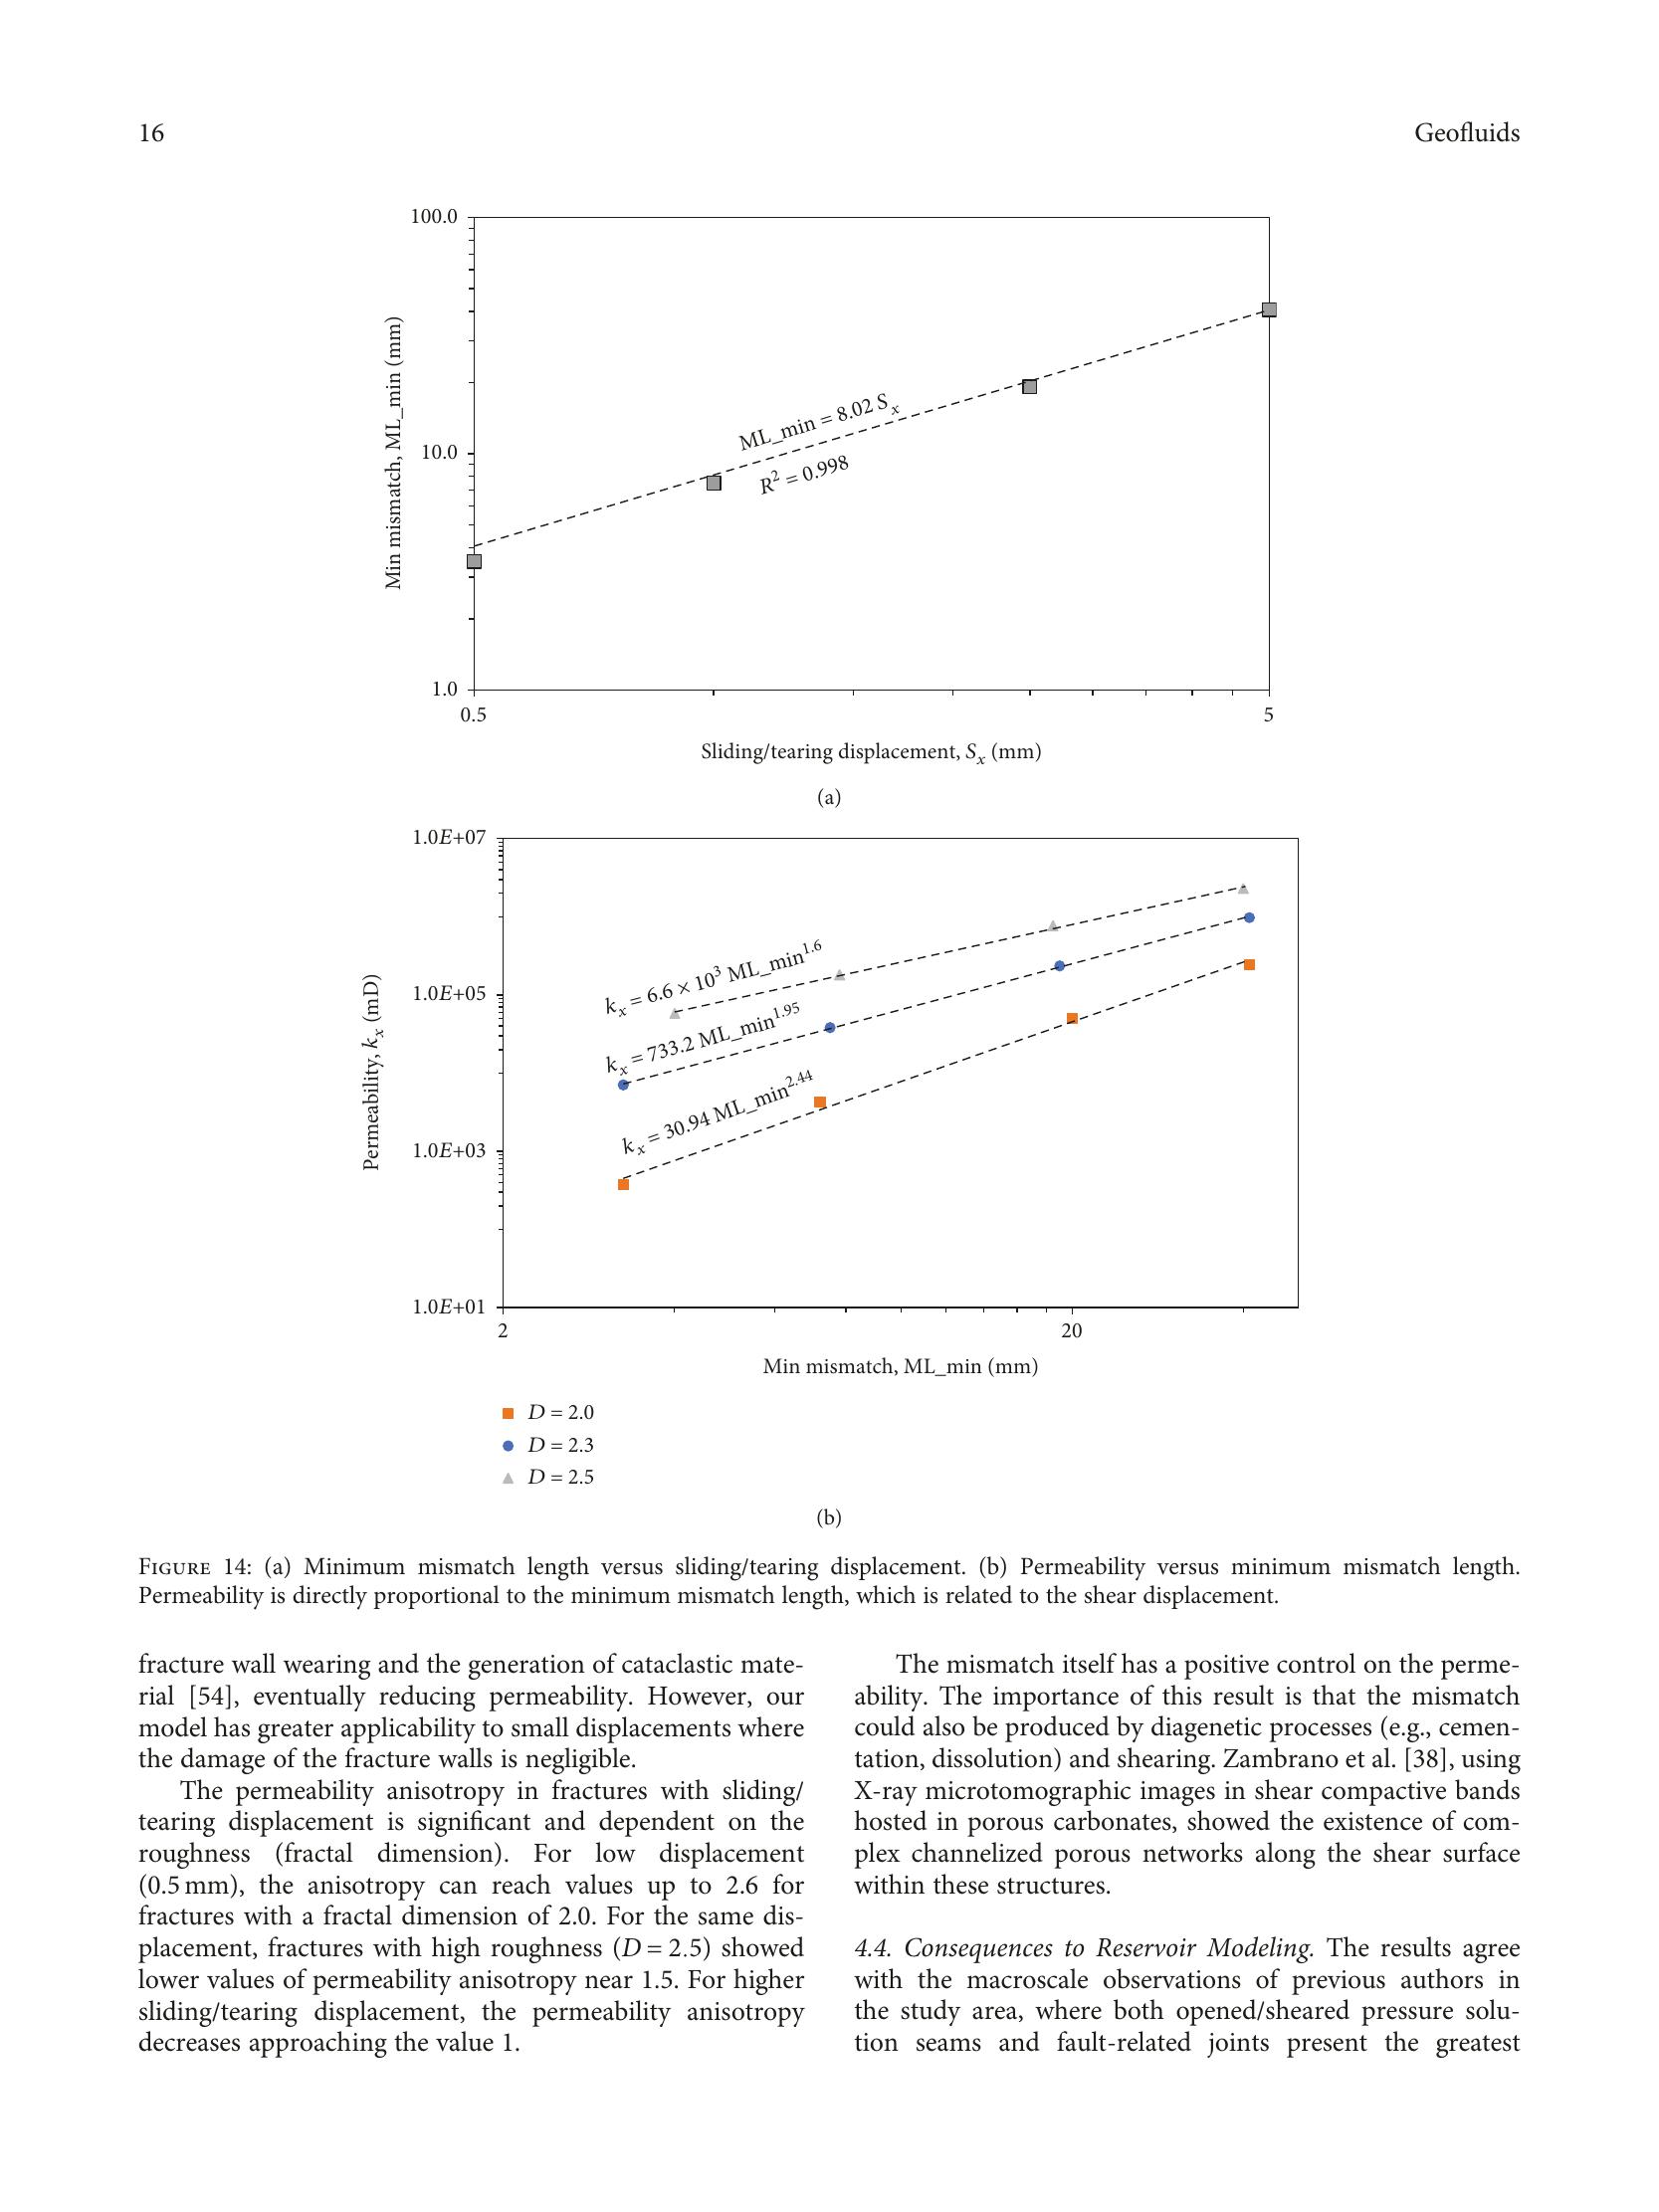 16
Geofluids
100.0
10.0
1.0
0.5
5
Min mismatch, ML_min (mm)
ML_min = 8.02 Sx
R2 = 0.998
Sliding/tearing displacement, Sx (mm)
(a)
1.0E+07
1.0E+05
1.0E+03
1.0E+01
2
20
Permeability, kx (mD)
kx = 6.6 × 103 ML_min1.6
kx = 733.2 ML_min1.95
kx = 30.94 ML_min2.44
Min mismatch, ML_min (mm)
D = 2.0
D = 2.3
D = 2.5
(b)
Figure 14: (a) Minimum mismatch length versus sliding/tearing displacement. (b) Permeability versus minimum mismatch length.
Permeability is directly proportional to the minimum mismatch length, which is related to the shear displacement.
fracture wall wearing and the generation of cataclastic mate-
rial [54], eventually reducing permeability. However, our
model has greater applicability to small displacements where
the damage of the fracture walls is negligible.
The permeability anisotropy in fractures with sliding/
tearing displacement is significant and dependent on the
roughness (fractal dimension). For low displacement
(0.5 mm), the anisotropy can reach values up to 2.6 for
fractures with a fractal dimension of 2.0. For the same dis-
placement, fractures with high roughness (D = 2.5) showed
lower values of permeability anisotropy near 1.5. For higher
sliding/tearing displacement, the permeability anisotropy
decreases approaching the value 1.
The mismatch itself has a positive control on the perme-
ability. The importance of this result is that the mismatch
could also be produced by diagenetic processes (e.g., cemen-
tation, dissolution) and shearing. Zambrano et al. [38], using
X-ray microtomographic images in shear compactive bands
hosted in porous carbonates, showed the existence of com-
plex channelized porous networks along the shear surface
within these structures.
4.4. Consequences to Reservoir Modeling. The results agree
with the macroscale observations of previous authors in
the study area, where both opened/sheared pressure solu-
tion seams and fault-related joints present the greatest